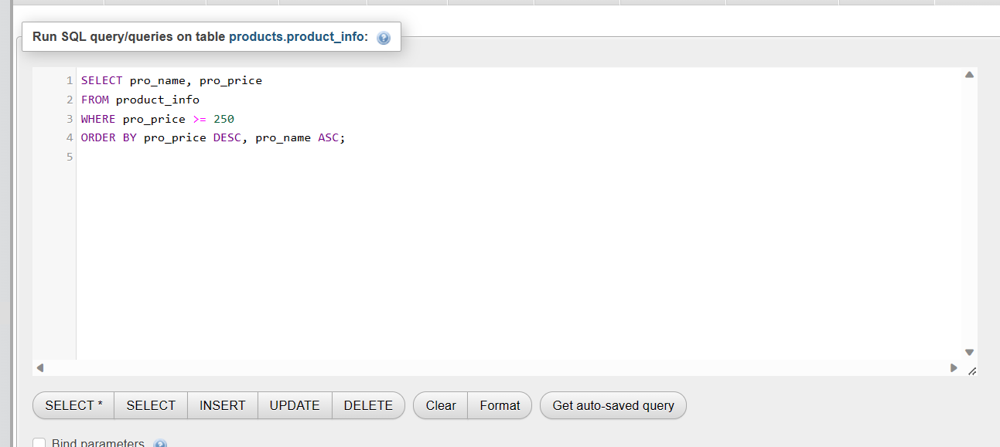 Run SQL query/queries on table products.product_info:
1 SELECT pro_name, pro_price
2 FROM product_info
3 WHERE pro_price >= 250
4 ORDER BY pro_price DESC, pro_name ASC;
5
SELECT * SELECT INSERT UPDATE DELETE Clear Format Get auto-saved query
Bind parameters